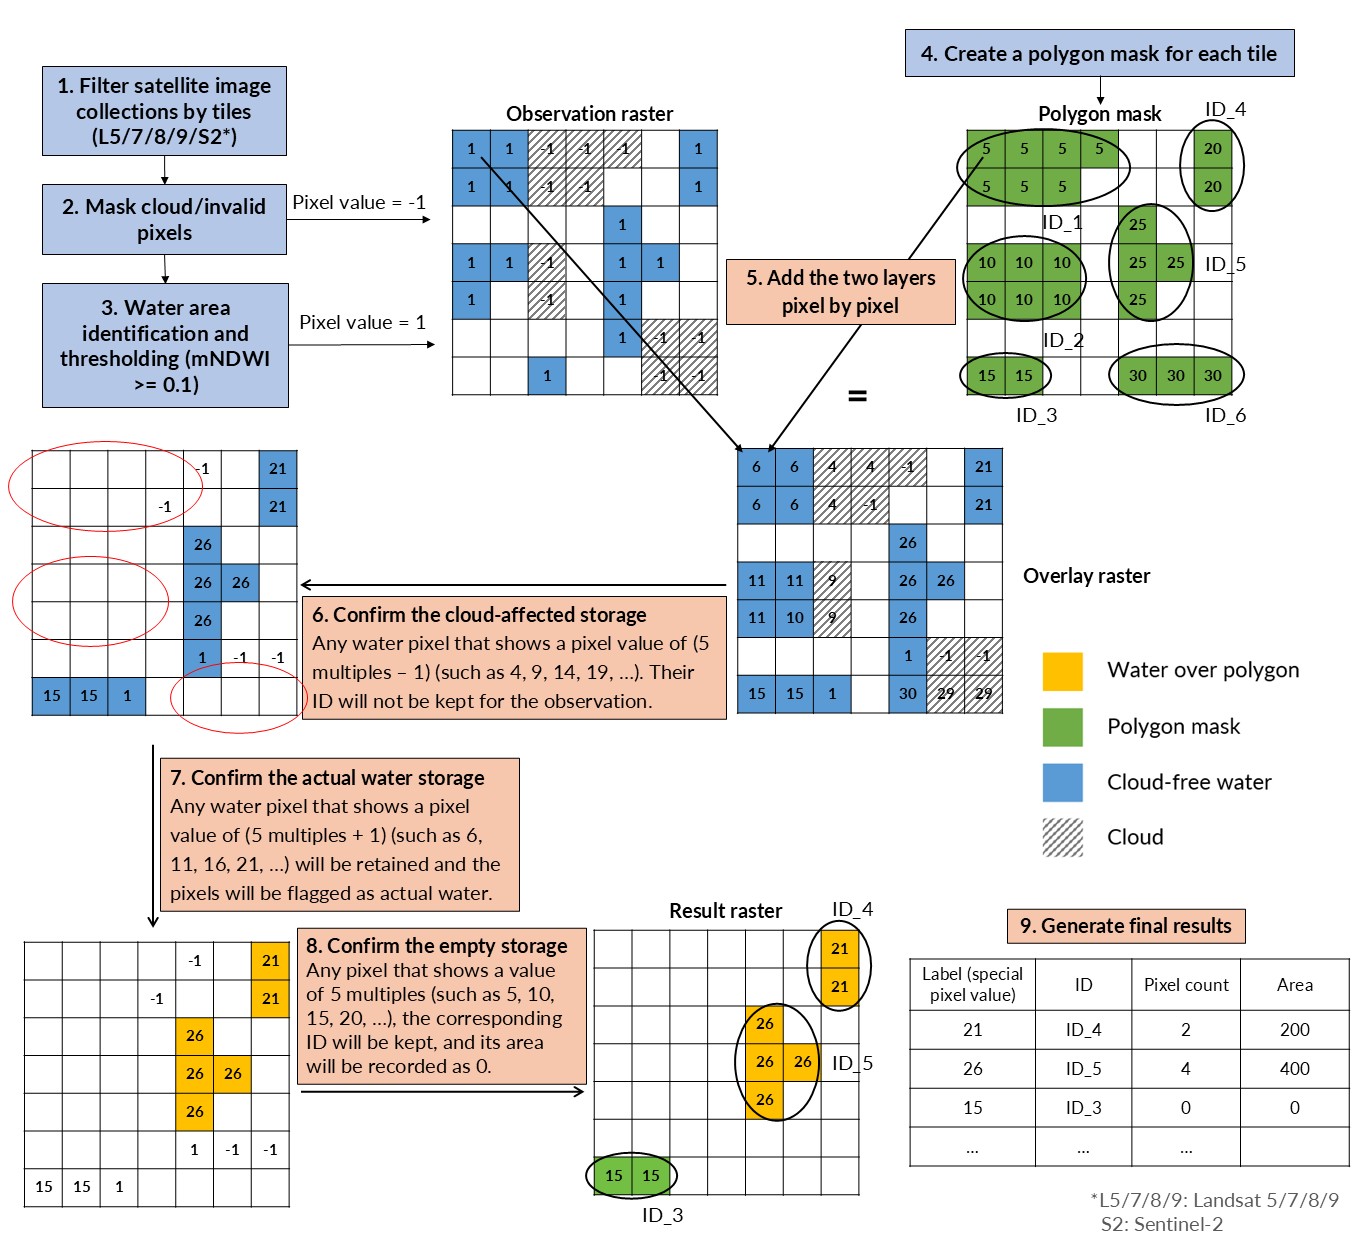 4. Create a polygon mask for each tile
1. Filter satellite image
collections by tiles
(L5/7/8/9/S2*)
2. Mask cloud/invalid
pixels
3. Water area
identification and
thresholding (mNDWI
>= 0.1)
Pixel value = -1
Pixel value = 1
Observation raster
1 1 -1 -1 -1 1
1 1 -1 -1 1
1
1 1 -1 1 1
1 -1 1
1 -1 -1
1 -1 -1
Polygon mask
ID_4
5 5 5 5 20
5 5 5 20
ID_1 25
10 10 10 25 25 ID_5
10 10 10 25
ID_2
15 15 30 30 30
ID_3 ID_6
5. Add the two layers
pixel by pixel
=
6 6 4 4 -1 21
6 6 4 -1 21
26
11 11 9 26 26
11 10 9 26
1 -1 -1
15 15 1 30 29 29
Overlay raster
-1 21
-1 21
26
26 26
26
1 -1 -1
15 15 1
6. Confirm the cloud-affected storage
Any water pixel that shows a pixel value of (5
multiples – 1) (such as 4, 9, 14, 19, ...). Their
ID will not be kept for the observation.
Water over polygon
Polygon mask
Cloud-free water
Cloud
7. Confirm the actual water storage
Any water pixel that shows a pixel
value of (5 multiples + 1) (such as 6,
11, 16, 21, ...) will be retained and the
pixels will be flagged as actual water.
-1 21
-1 21
26
26 26
26
1 -1 -1
15 15 1
8. Confirm the empty storage
Any pixel that shows a value
of 5 multiples (such as 5, 10,
15, 20, ...), the corresponding
ID will be kept, and its area
will be recorded as 0.
Result raster
ID_4
21
21
26
26 26 ID_5
26
15 15
ID_3
9. Generate final results
Label (special
pixel value) ID Pixel count Area
21 ID_4 2 200
26 ID_5 4 400
15 ID_3 0 0
... ... ...
*L5/7/8/9: Landsat 5/7/8/9
S2: Sentinel-2